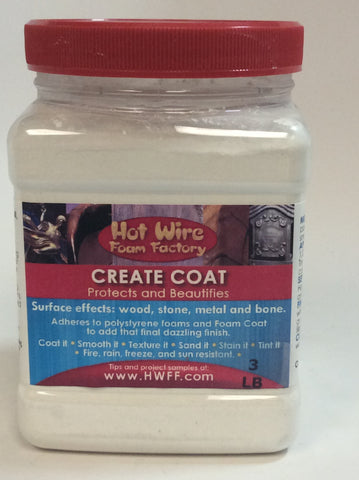 Hot Wire
Foam Factory
CREATE COAT
Protects and Beautifies
Surface effects: wood, stone, metal and bone.
Adheres to polystyrene foams and Foam Coat
to add that final dazzling finish.
Coat it • Smooth it • Texture it • Sand it • Stain it • Tint it
• Fire, rain, freeze, and sun resistant. •
Tips and project samples at:
www.HWFF.com
3
LB